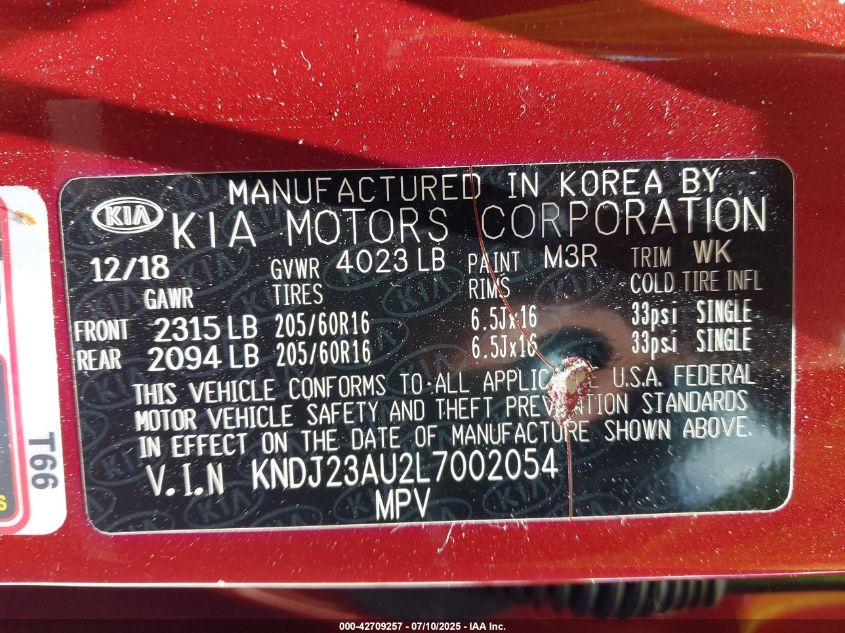 MANUFACTURED IN KOREA BY
KIA KIA MOTORS CORPORATION
12/18 GVWR 4023 LB PAINT M3R TRIM WK
GAWR TIRES RIMS COLD TIRE INFL
FRONT 2315 LB 205/60R16 6.5Jx16 33psi SINGLE
REAR 2094 LB 205/60R16 6.5Jx16 33psi SINGLE
THIS VEHICLE CONFORMS TO ALL U.S.A. FEDERAL
MOTOR VEHICLE SAFETY AND THEFT PREVENTION STANDARDS
IN EFFECT ON THE DATE OF MANUFACTURE SHOWN ABOVE.
V.I.N KNDJ23AU2L7002054
MPV
T66
000-42709257 - 07/10/2025 - IAA Inc.